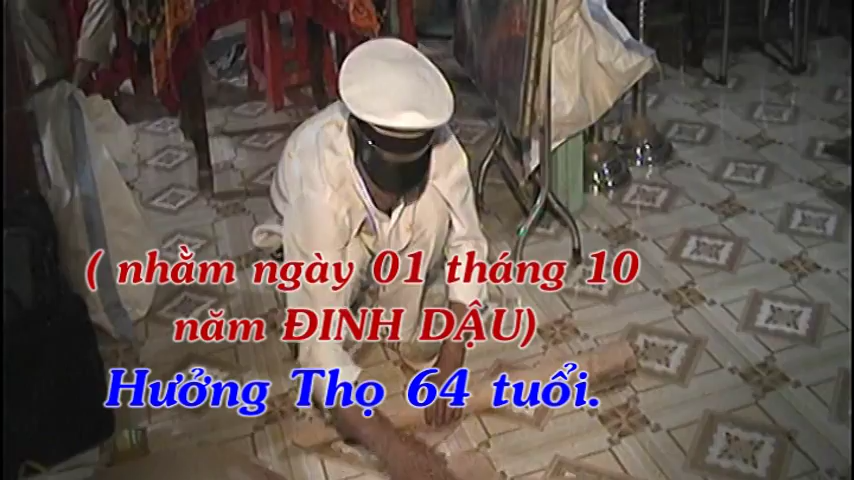 ( nhằm ngày 01 tháng 10
năm ĐINH DẬU)
Hưởng Thọ 64 tuổi.